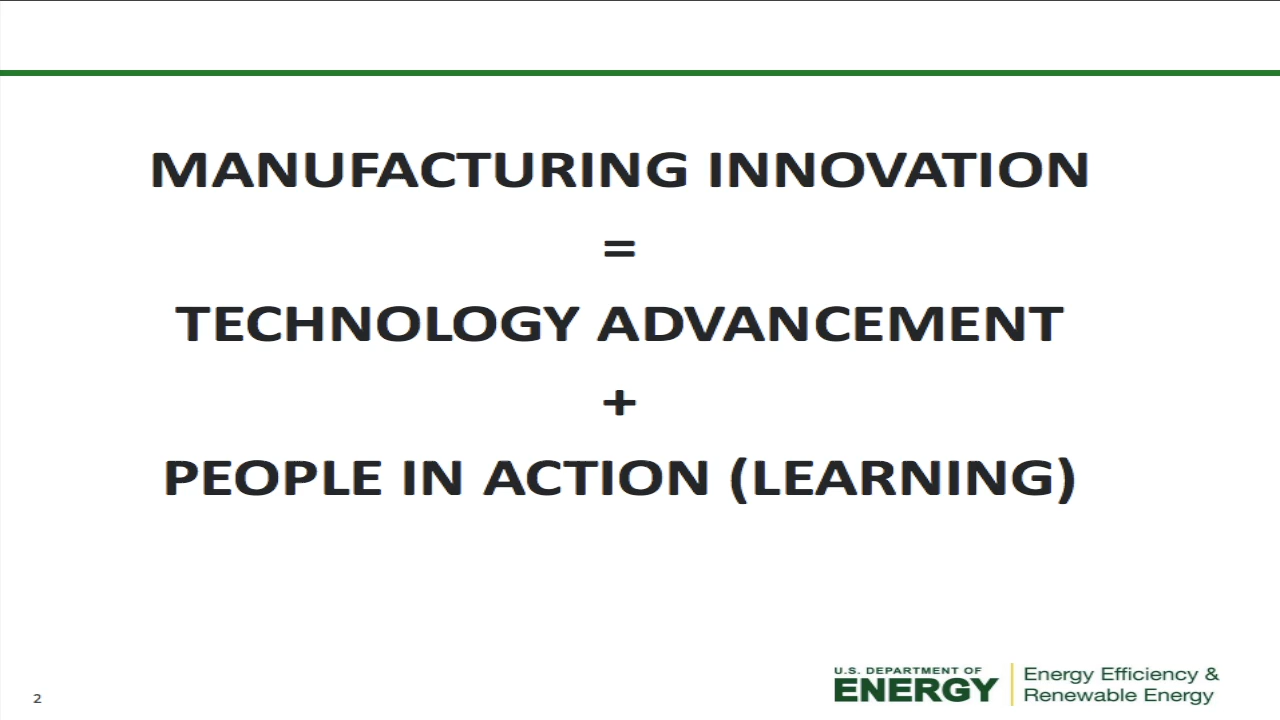 MANUFACTURING INNOVATION
=
TECHNOLOGY ADVANCEMENT
+
PEOPLE IN ACTION (LEARNING)
2
U.S. DEPARTMENT OF
ENERGY
Energy Efficiency &
Renewable Energy